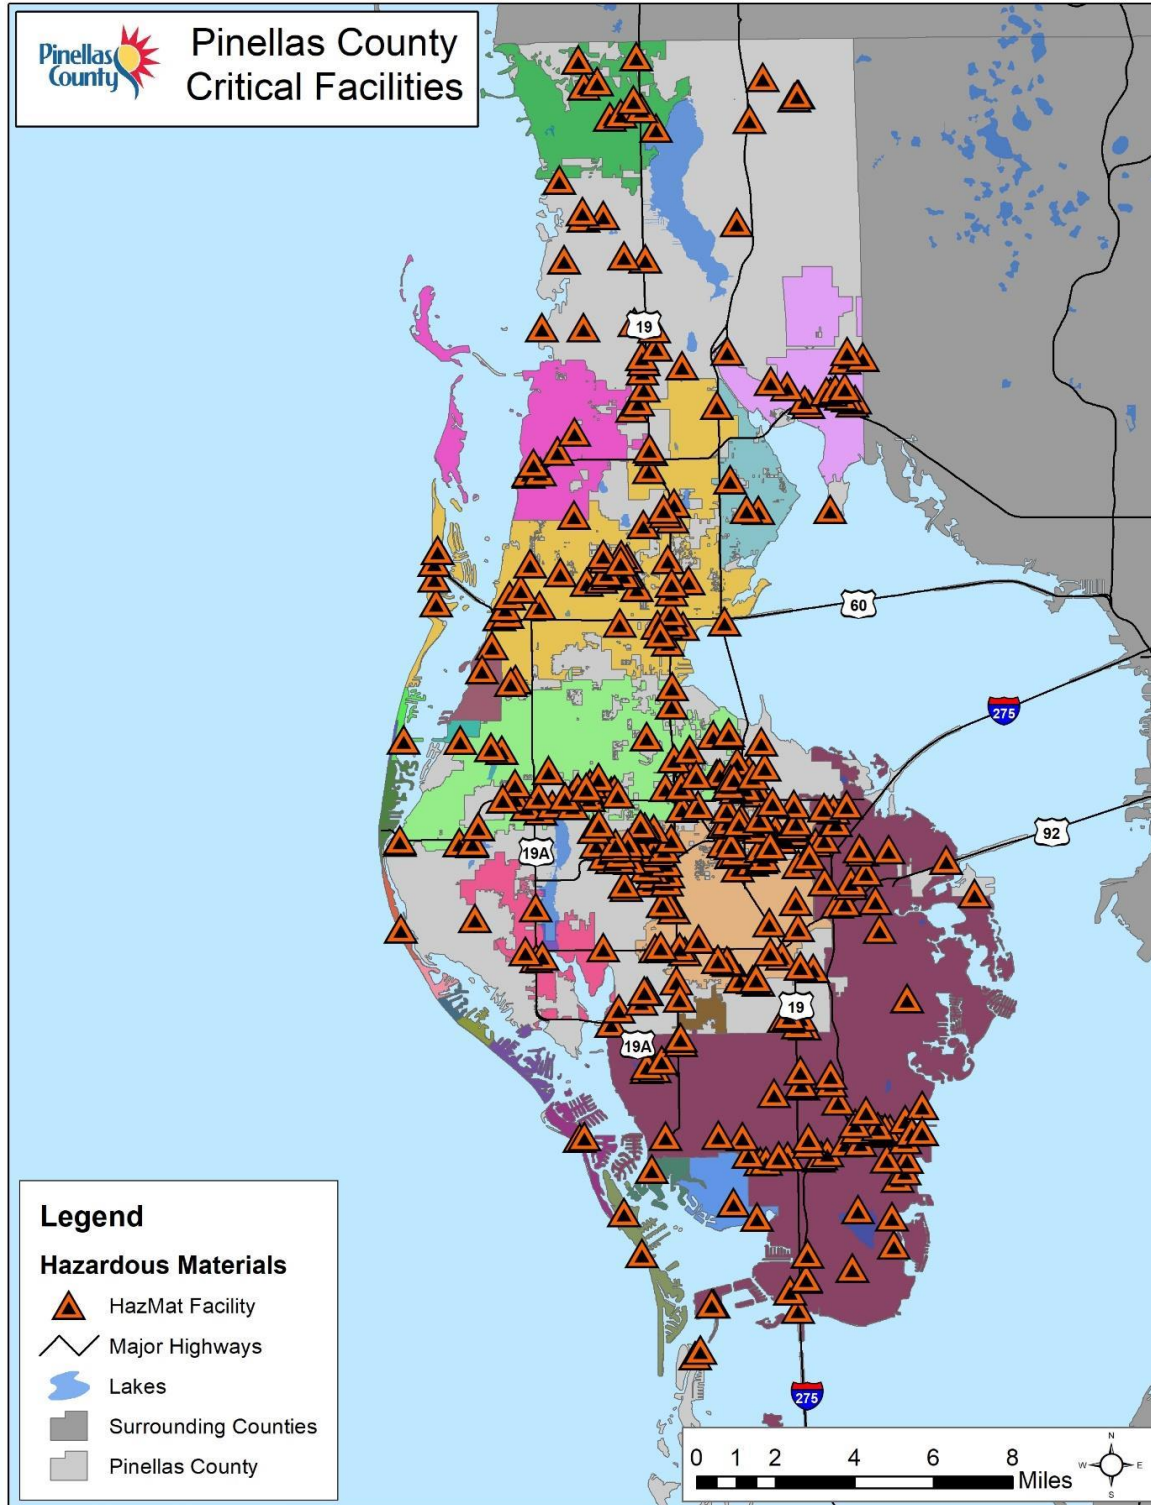 Pinellas
County
Pinellas County
Critical Facilities
19
60
275
92
19A
19
19A
275
Legend
Hazardous Materials
HazMat Facility
Major Highways
Lakes
Surrounding Counties
Pinellas County
0 1 2 4 6 8
Miles
N
W E
S